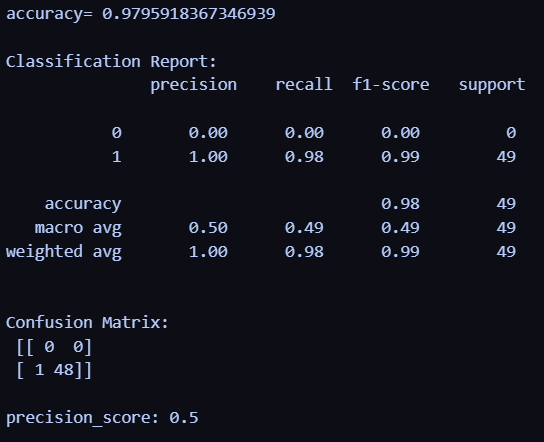 accuracy= 0.9795918367346939
Classification Report:
precision recall f1-score support
0 0.00 0.00 0.00 0
1 1.00 0.98 0.99 49
accuracy 0.98 49
macro avg 0.50 0.49 0.49 49
weighted avg 1.00 0.98 0.99 49
Confusion Matrix:
[[ 0 0]
[ 1 48]]
precision_score: 0.5